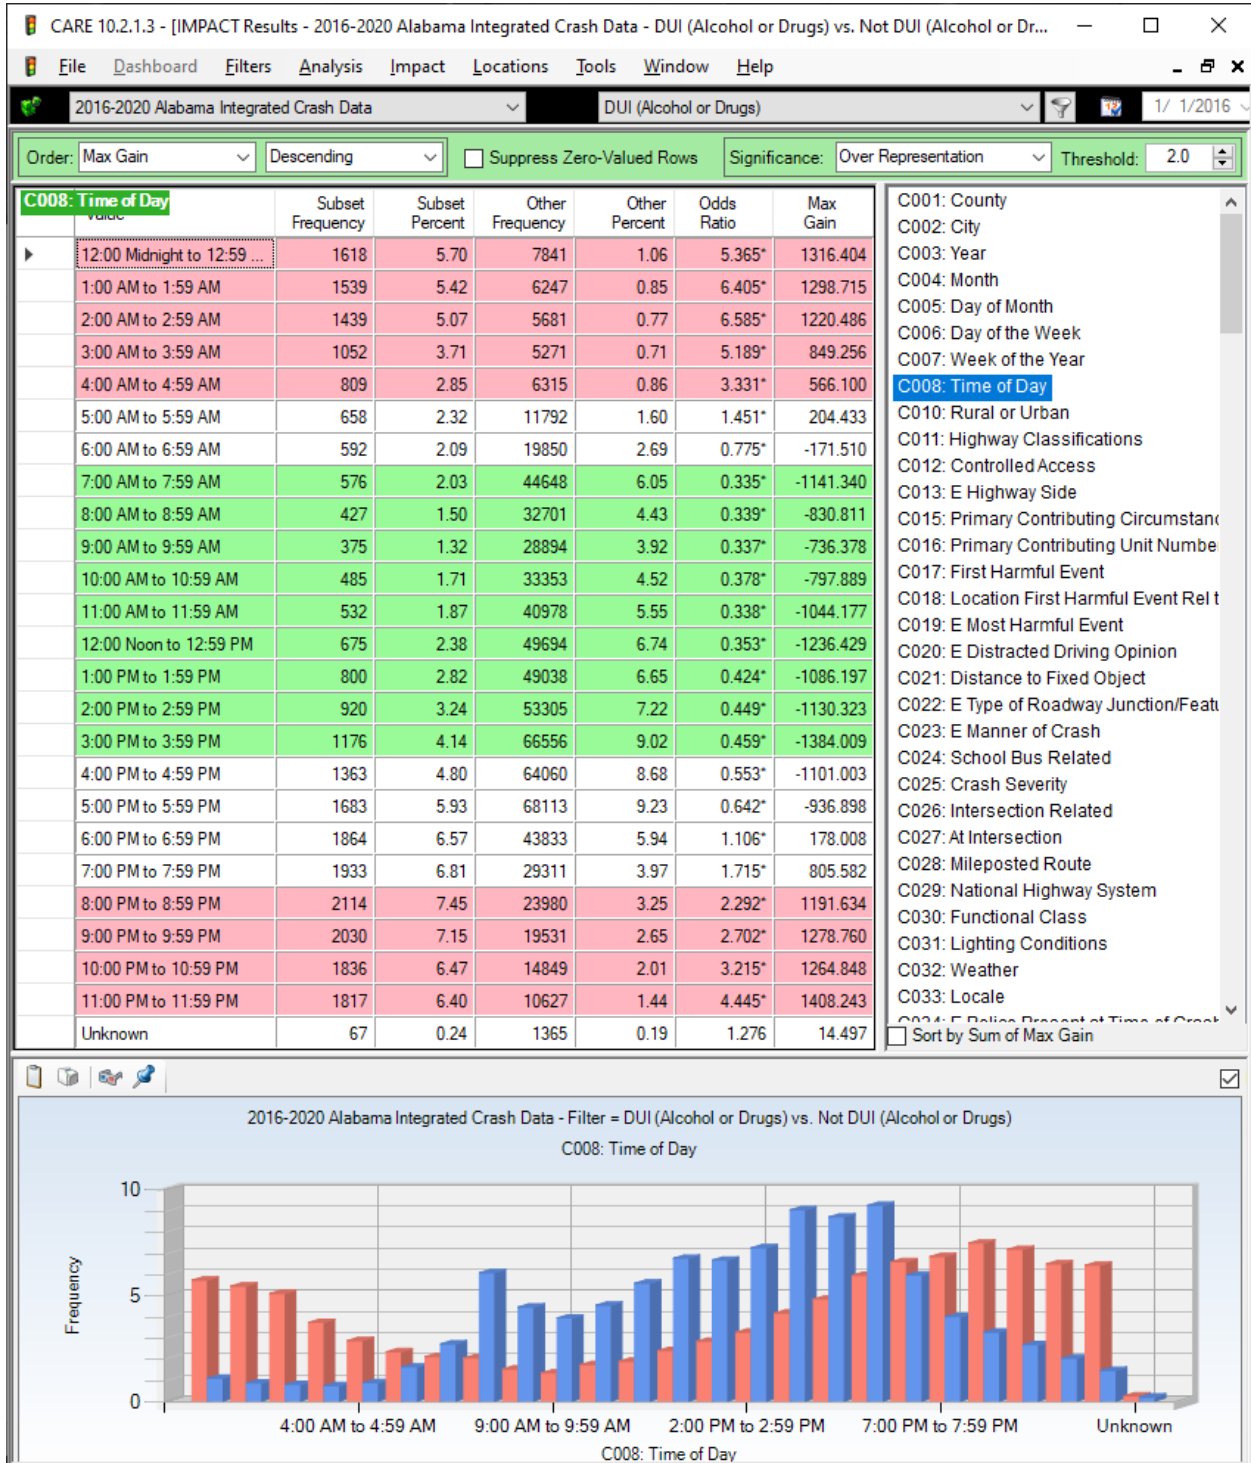 CARE 10.2.1.3 - [IMPACT Results - 2016-2020 Alabama Integrated Crash Data - DUI (Alcohol or Drugs) vs. Not DUI (Alcohol or Dr...
File Dashboard Filters Analysis Impact Locations Tools Window Help
2016-2020 Alabama Integrated Crash Data DUI (Alcohol or Drugs) 1/ 1/2016
Order: Max Gain Descending Suppress Zero-Valued Rows Significance: Over Representation Threshold: 2.0
C008: Time of Day Subset Frequency Subset Percent Other Frequency Other Percent Odds Ratio Max Gain
12:00 Midnight to 12:59 ... 1618 5.70 7841 1.06 5.365* 1316.404
1:00 AM to 1:59 AM 1539 5.42 6247 0.85 6.405* 1298.715
2:00 AM to 2:59 AM 1439 5.07 5681 0.77 6.585* 1220.486
3:00 AM to 3:59 AM 1052 3.71 5271 0.71 5.189* 849.256
4:00 AM to 4:59 AM 809 2.85 6315 0.86 3.331* 566.100
5:00 AM to 5:59 AM 658 2.32 11792 1.60 1.451* 204.433
6:00 AM to 6:59 AM 592 2.09 19850 2.69 0.775* -171.510
7:00 AM to 7:59 AM 576 2.03 44648 6.05 0.335* -1141.340
8:00 AM to 8:59 AM 427 1.50 32701 4.43 0.339* -830.811
9:00 AM to 9:59 AM 375 1.32 28894 3.92 0.337* -736.378
10:00 AM to 10:59 AM 485 1.71 33353 4.52 0.378* -797.889
11:00 AM to 11:59 AM 532 1.87 40978 5.55 0.338* -1044.177
12:00 Noon to 12:59 PM 675 2.38 49694 6.74 0.353* -1236.429
1:00 PM to 1:59 PM 800 2.82 49038 6.65 0.424* -1086.197
2:00 PM to 2:59 PM 920 3.24 53305 7.22 0.449* -1130.323
3:00 PM to 3:59 PM 1176 4.14 66556 9.02 0.459* -1384.009
4:00 PM to 4:59 PM 1363 4.80 64060 8.68 0.553* -1101.003
5:00 PM to 5:59 PM 1683 5.93 68113 9.23 0.642* -936.898
6:00 PM to 6:59 PM 1864 6.57 43833 5.94 1.106* 178.008
7:00 PM to 7:59 PM 1933 6.81 29311 3.97 1.715* 805.582
8:00 PM to 8:59 PM 2114 7.45 23980 3.25 2.292* 1191.634
9:00 PM to 9:59 PM 2030 7.15 19531 2.65 2.702* 1278.760
10:00 PM to 10:59 PM 1836 6.47 14849 2.01 3.215* 1264.848
11:00 PM to 11:59 PM 1817 6.40 10627 1.44 4.445* 1408.243
Unknown 67 0.24 1365 0.19 1.276 14.497
C001: County
C002: City
C003: Year
C004: Month
C005: Day of Month
C006: Day of the Week
C007: Week of the Year
C008: Time of Day
C010: Rural or Urban
C011: Highway Classifications
C012: Controlled Access
C013: E Highway Side
C015: Primary Contributing Circumstanc
C016: Primary Contributing Unit Number
C017: First Harmful Event
C018: Location First Harmful Event Rel t
C019: E Most Harmful Event
C020: E Distracted Driving Opinion
C021: Distance to Fixed Object
C022: E Type of Roadway Junction/Featu
C023: E Manner of Crash
C024: School Bus Related
C025: Crash Severity
C026: Intersection Related
C027: At Intersection
C028: Mileposted Route
C029: National Highway System
C030: Functional Class
C031: Lighting Conditions
C032: Weather
C033: Locale
C034: E Police Present at Time of Crash
Sort by Sum of Max Gain
2016-2020 Alabama Integrated Crash Data - Filter = DUI (Alcohol or Drugs) vs. Not DUI (Alcohol or Drugs)
C008: Time of Day
Frequency
10
5
0
4:00 AM to 4:59 AM 9:00 AM to 9:59 AM 2:00 PM to 2:59 PM 7:00 PM to 7:59 PM Unknown
C008: Time of Day